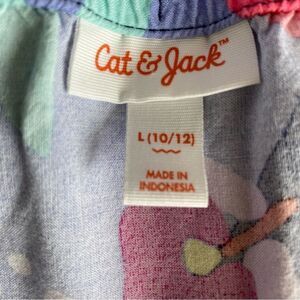 Cat & Jack™
L (10/12)
MADE IN
INDONESIA